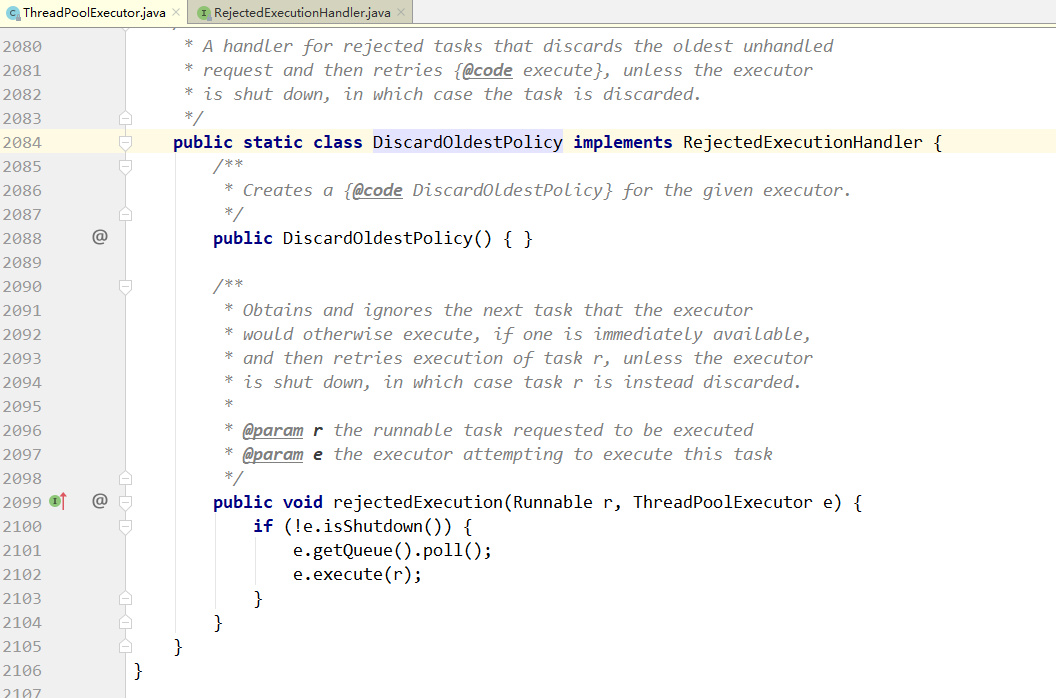 ThreadPoolExecutor.java × RejectedExecutionHandler.java ×
2080 * A handler for rejected tasks that discards the oldest unhandled
2081 * request and then retries {@code execute}, unless the executor
2082 * is shut down, in which case the task is discarded.
2083 */
2084 public static class DiscardOldestPolicy implements RejectedExecutionHandler {
2085 /**
2086 * Creates a {@code DiscardOldestPolicy} for the given executor.
2087 */
2088 @ public DiscardOldestPolicy() { }
2089
2090 /**
2091 * Obtains and ignores the next task that the executor
2092 * would otherwise execute, if one is immediately available,
2093 * and then retries execution of task r, unless the executor
2094 * is shut down, in which case task r is instead discarded.
2095 *
2096 * @param r the runnable task requested to be executed
2097 * @param e the executor attempting to execute this task
2098 */
2099 @ public void rejectedExecution(Runnable r, ThreadPoolExecutor e) {
2100 if (!e.isShutdown()) {
2101 e.getQueue().poll();
2102 e.execute(r);
2103 }
2104 }
2105 }
2106 }
2107